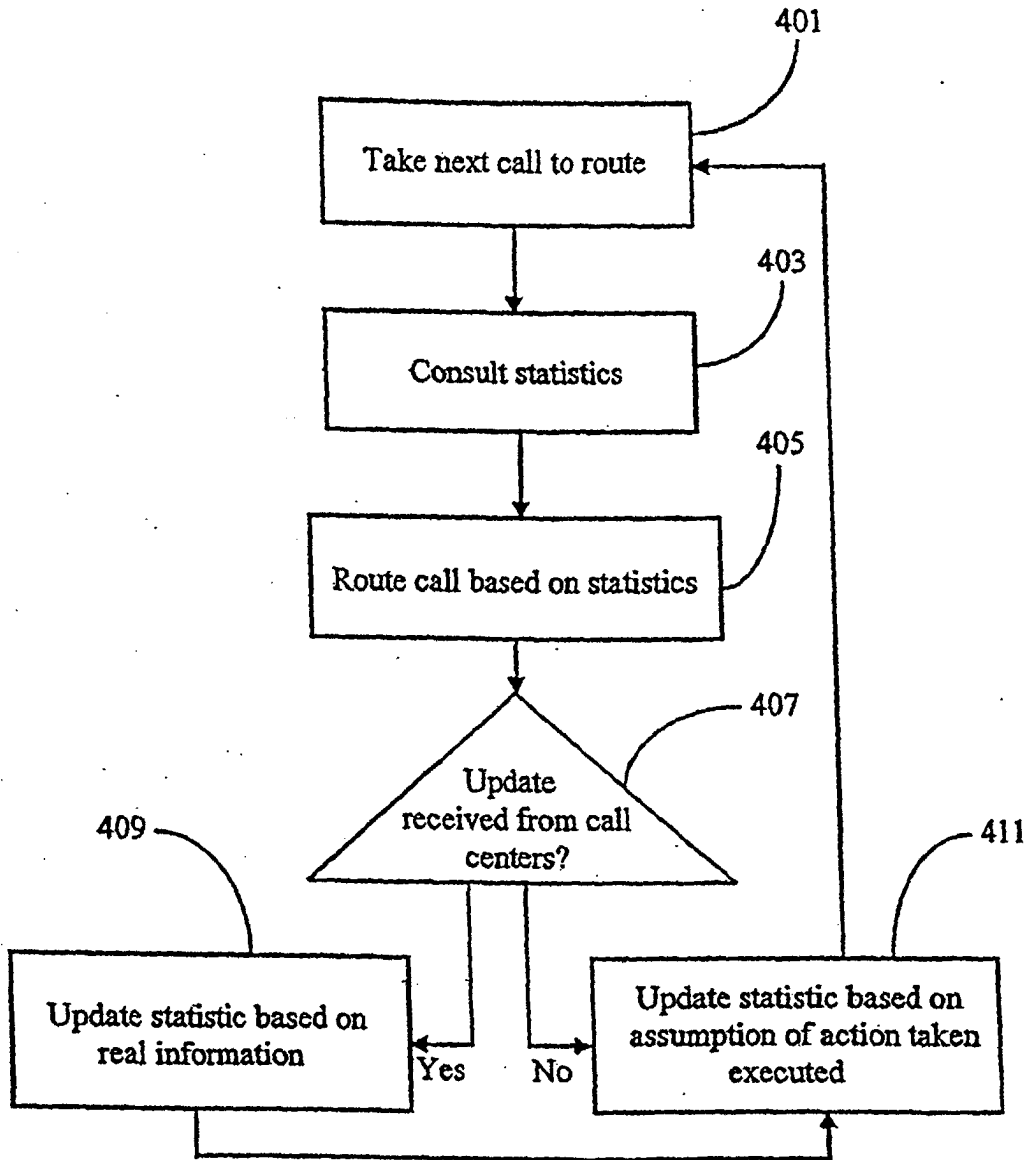 401
Take next call to route
403
Consult statistics
405
Route call based on statistics
407
Update
received from call
centers?
409
411
Update statistic based on
real information
Update statistic based on
assumption of action taken
executed
Yes
No